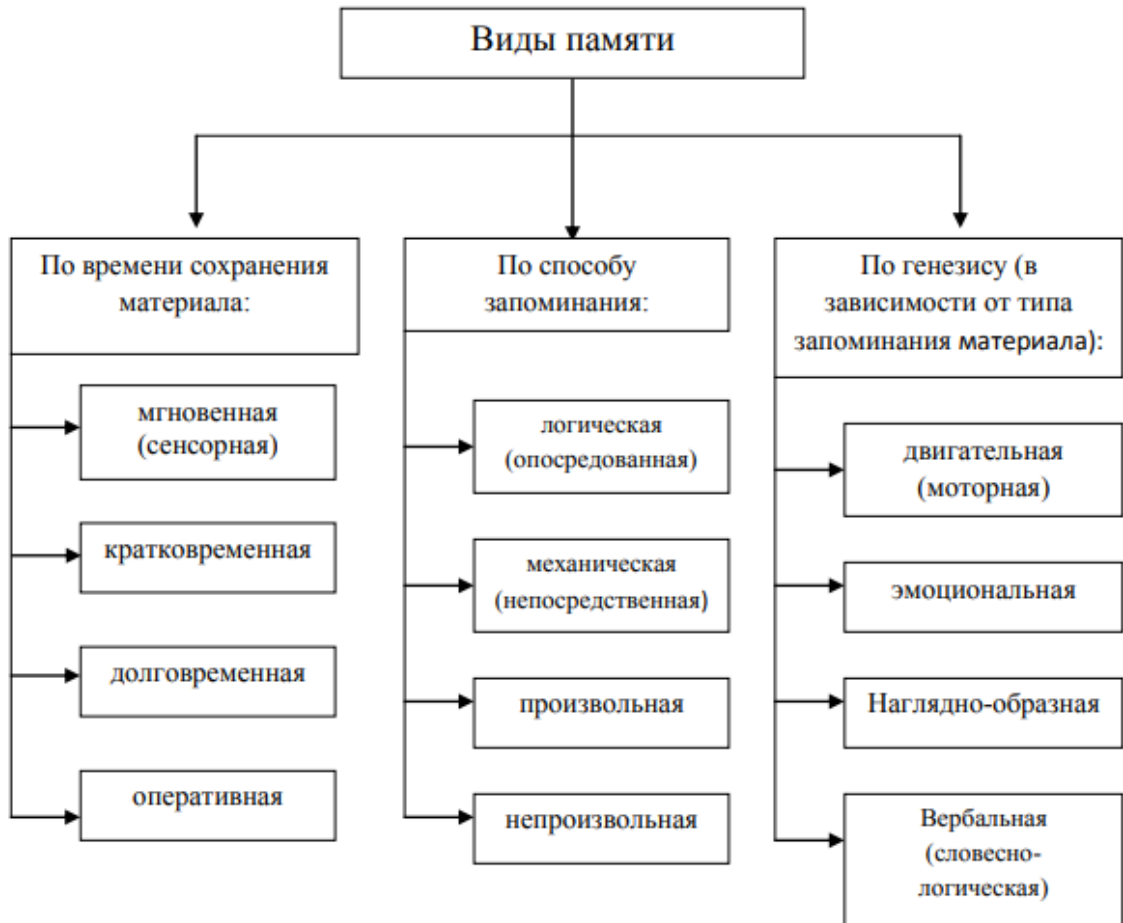 Виды памяти
По времени сохранения
материала:
мгновенная
(сенсорная)
кратковременная
долговременная
оперативная
По способу
запоминания:
логическая
(опосредованная)
механическая
(непосредственная)
произвольная
непроизвольная
По генезису (в
зависимости от типа
запоминания материала):
двигательная
(моторная)
эмоциональная
Наглядно-образная
Вербальная
(словесно-
логическая)